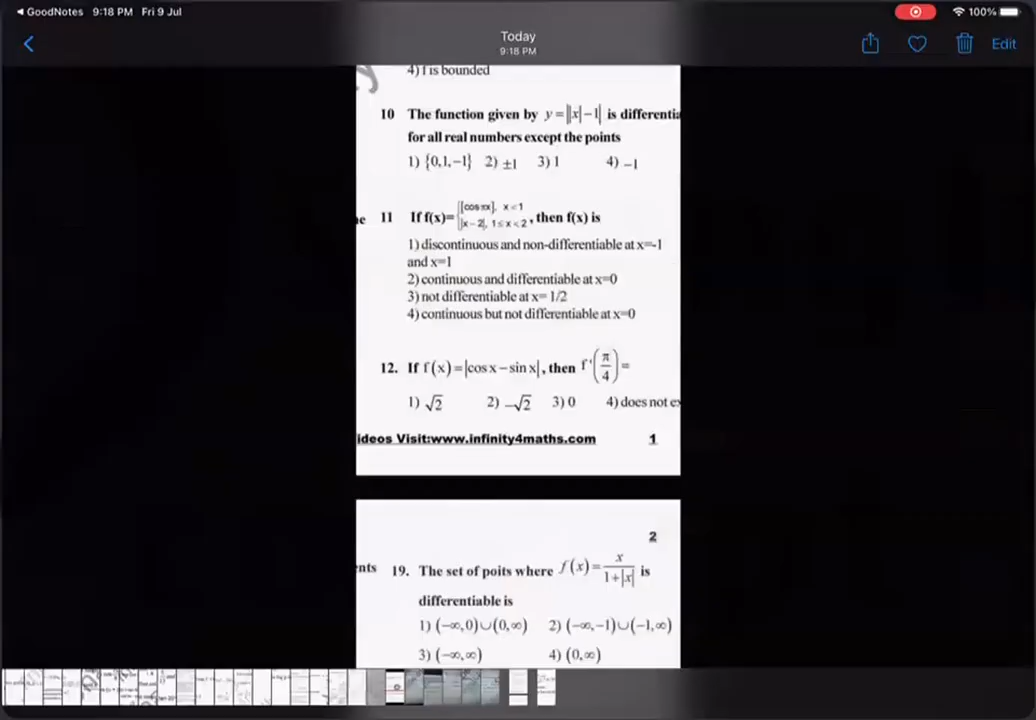 GoodNotes 9:18 PM Fri 9 Jul 100%
Today
9:18 PM
Edit
4) f is bounded
10 The function given by y = ||x| − 1| is differentia
for all real numbers except the points
1) {0,1,−1} 2) ±1 3) 1 4) −1
11 If f(x)= {[cos πx], x < 1
|x − 2|, 1 ≤ x < 2, then f(x) is
1) discontinuous and non-differentiable at x=-1
and x=1
2) continuous and differentiable at x=0
3) not differentiable at x= 1/2
4) continuous but not differentiable at x=0
12. If f(x) = |cos x − sin x|, then f'(π/4) =
1) √2 2) −√2 3) 0 4) does not ex
ideos Visit:www.infinity4maths.com 1
2
nts 19. The set of poits where f(x) = x/(1+|x|) is
differentiable is
1) (−∞,0)∪(0,∞) 2) (−∞,−1)∪(−1,∞)
3) (−∞,∞) 4) (0,∞)